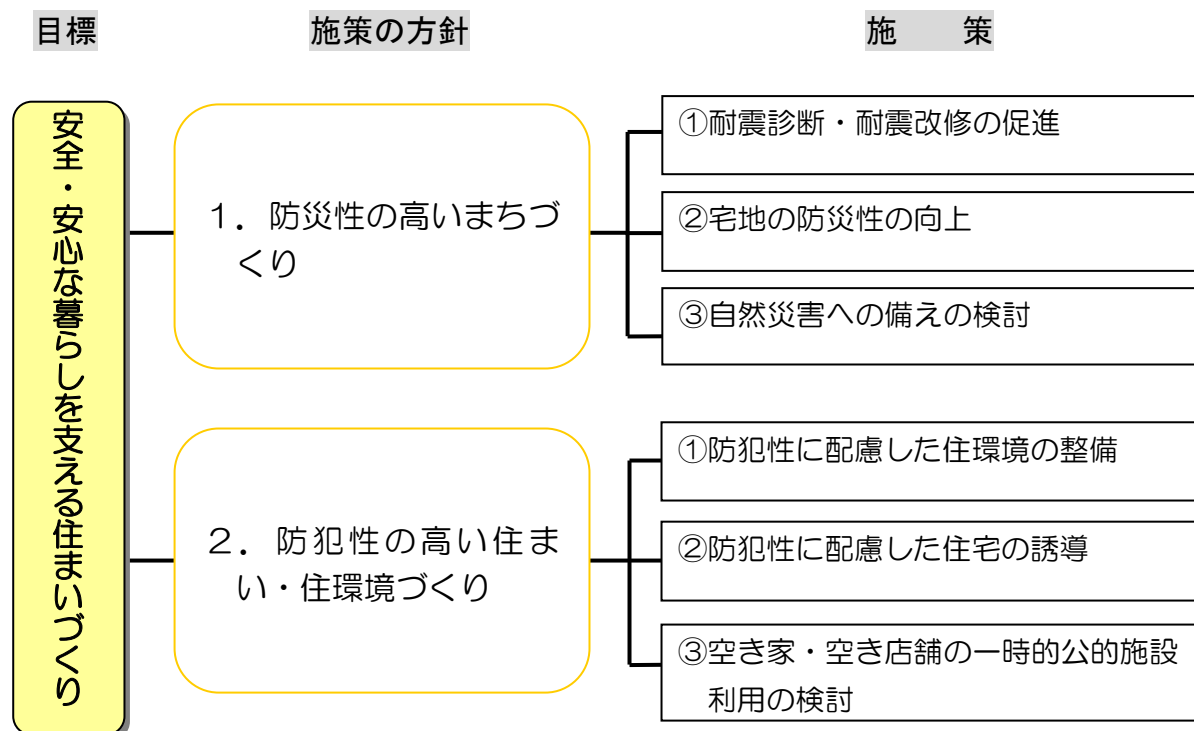 目標
施策の方針
施　策
安全・安心な暮らしを支える住まいづくり
１．防災性の高いまちづ
くり
①耐震診断・耐震改修の促進
②宅地の防災性の向上
③自然災害への備えの検討
２．防犯性の高い住ま
い・住環境づくり
①防犯性に配慮した住環境の整備
②防犯性に配慮した住宅の誘導
③空き家・空き店舗の一時的公的施設
利用の検討